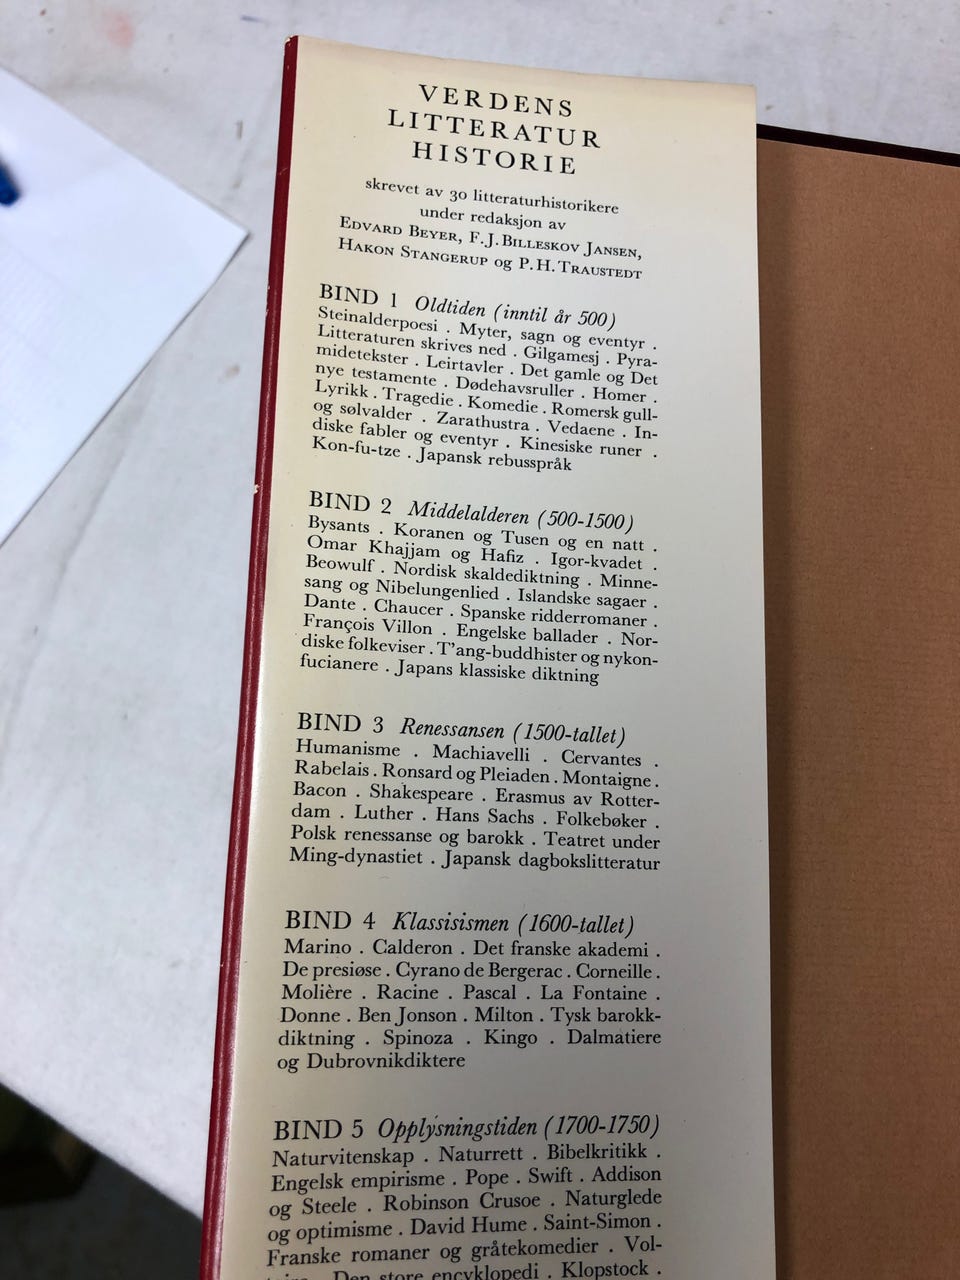 VERDENS
LITTERATUR
HISTORIE
skrevet av 30 litteraturhistorikere
under redaksjon av
EDVARD BEYER, F. J. BILLESKOV JANSEN,
HAKON STANGERUP og P. H. TRAUSTEDT
BIND 1 Oldtiden (inntil år 500)
Steinalderpoesi . Myter, sagn og eventyr .
Litteraturen skrives ned . Gilgamesj . Pyra-
midetekster . Leirtavler . Det gamle og Det
nye testamente . Dødehavsruller . Homer .
Lyrikk . Tragedie . Komedie . Romersk gull-
og sølvalder . Zarathustra . Vedaene . In-
diske fabler og eventyr . Kinesiske runer .
Kon-fu-tze . Japansk rebusspråk
BIND 2 Middelalderen (500-1500)
Bysants . Koranen og Tusen og en natt .
Omar Khajjam og Hafiz . Igor-kvadet .
Beowulf . Nordisk skaldediktning . Minne-
sang og Nibelungenlied . Islandske sagaer .
Dante . Chaucer . Spanske ridderromaner .
François Villon . Engelske ballader . Nor-
diske folkeviser . T'ang-buddhister og nykon-
fucianere . Japans klassiske diktning
BIND 3 Renessansen (1500-tallet)
Humanisme . Machiavelli . Cervantes .
Rabelais . Ronsard og Pleiaden . Montaigne .
Bacon . Shakespeare . Erasmus av Rotter-
dam . Luther . Hans Sachs . Folkebøker .
Polsk renessanse og barokk . Teatret under
Ming-dynastiet . Japansk dagbokslitteratur
BIND 4 Klassisismen (1600-tallet)
Marino . Calderon . Det franske akademi .
De presiøse . Cyrano de Bergerac . Corneille .
Molière . Racine . Pascal . La Fontaine .
Donne . Ben Jonson . Milton . Tysk barokk-
diktning . Spinoza . Kingo . Dalmatiere
og Dubrovnikdiktere
BIND 5 Opplysningstiden (1700-1750)
Naturvitenskap . Naturrett . Bibelkritikk .
Engelsk empirisme . Pope . Swift . Addison
og Steele . Robinson Crusoe . Naturglede
og optimisme . David Hume . Saint-Simon .
Franske romaner og gråtekomedier . Vol-
taire . Den store encyklopedi . Klopstock .